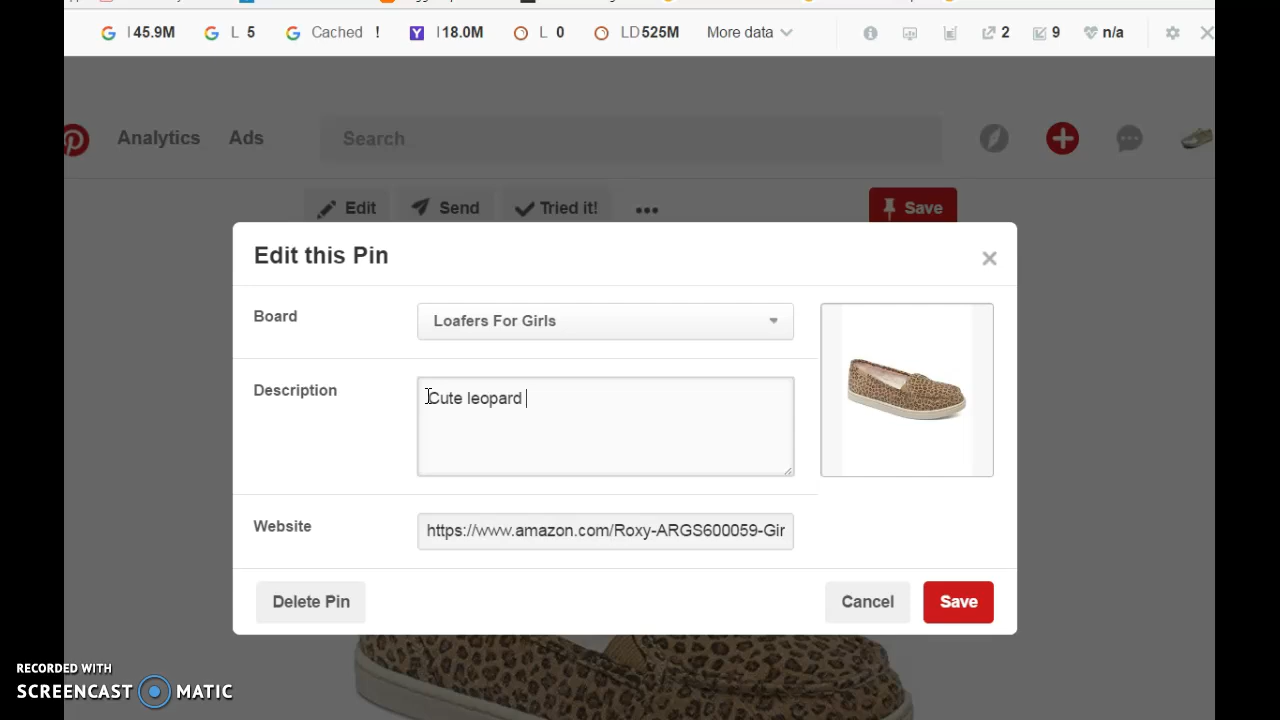 I 45.9M L 5 Cached ! I 18.0M L 0 LD 525M More data 2 9 n/a
Analytics Ads Search
Edit Send Tried it! Save
Edit this Pin
Board Loafers For Girls
Description Cute leopard
Website https://www.amazon.com/Roxy-ARGS600059-Gir
Delete Pin Cancel Save
RECORDED WITH
SCREENCAST MATIC